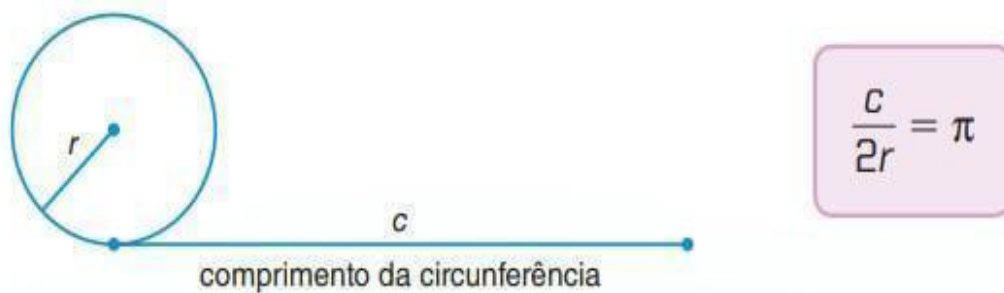 r
c
comprimento da circunferência
c
2r
= π